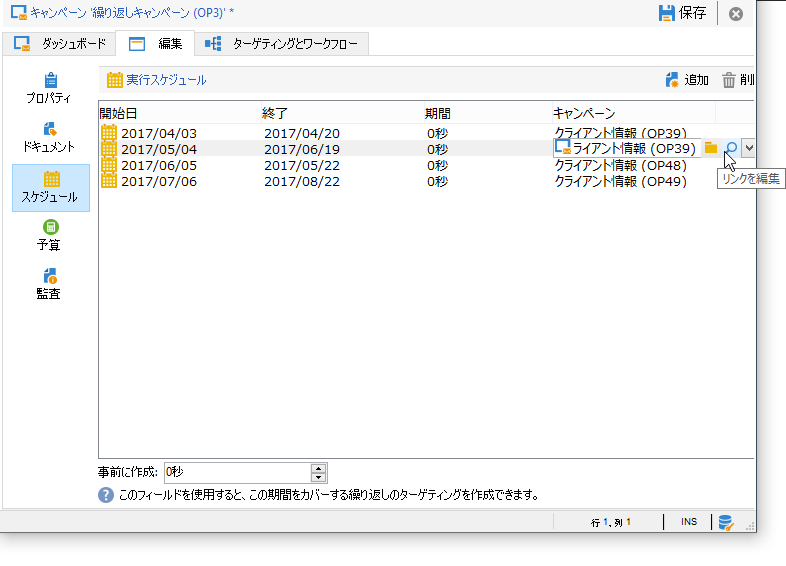 キャンペーン '繰り返しキャンペーン (OP3)' *
保存
ダッシュボード
編集
ターゲティングとワークフロー
プロパティ
ドキュメント
スケジュール
予算
監査
実行スケジュール
追加
削
開始日 終了 期間 キャンペーン
2017/04/03 2017/04/20 0秒 クライアント情報 (OP39)
2017/05/04 2017/06/19 0秒 ライアント情報 (OP39)
2017/06/05 2017/05/22 0秒 クライアント情報 (OP48)
2017/07/06 2017/08/22 0秒 クライアント情報 (OP49)
リンクを編集
事前に作成: 0秒
このフィールドを使用すると、この期間をカバーする繰り返しのターゲティングを作成できます。
行 1, 列 1
INS